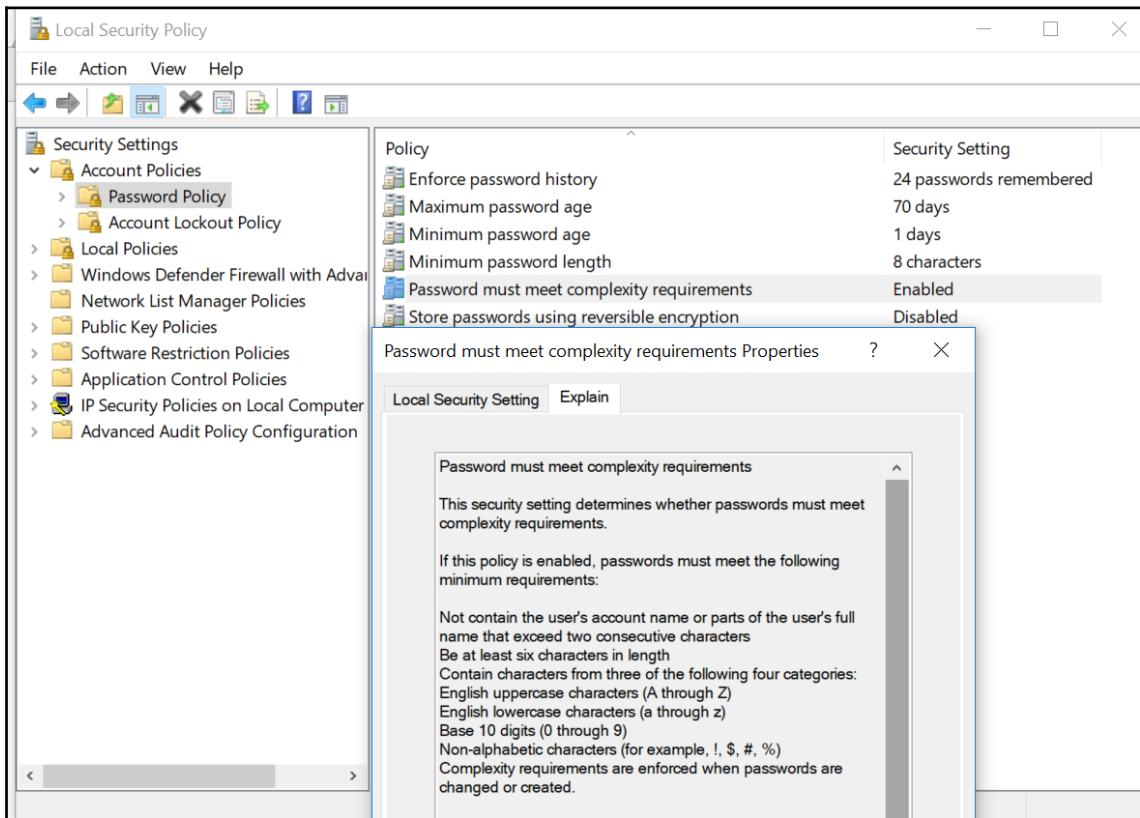 Local Security Policy
File Action View Help
Security Settings
Account Policies
Password Policy
Account Lockout Policy
Local Policies
Windows Defender Firewall with Advar
Network List Manager Policies
Public Key Policies
Software Restriction Policies
Application Control Policies
IP Security Policies on Local Computer
Advanced Audit Policy Configuration
Policy Security Setting
Enforce password history 24 passwords remembered
Maximum password age 70 days
Minimum password age 1 days
Minimum password length 8 characters
Password must meet complexity requirements Enabled
Store passwords using reversible encryption Disabled
Password must meet complexity requirements Properties ?
Local Security Setting Explain
Password must meet complexity requirements
This security setting determines whether passwords must meet
complexity requirements.
If this policy is enabled, passwords must meet the following
minimum requirements:
Not contain the user's account name or parts of the user's full
name that exceed two consecutive characters
Be at least six characters in length
Contain characters from three of the following four categories:
English uppercase characters (A through Z)
English lowercase characters (a through z)
Base 10 digits (0 through 9)
Non-alphabetic characters (for example, !, $, #, %)
Complexity requirements are enforced when passwords are
changed or created.